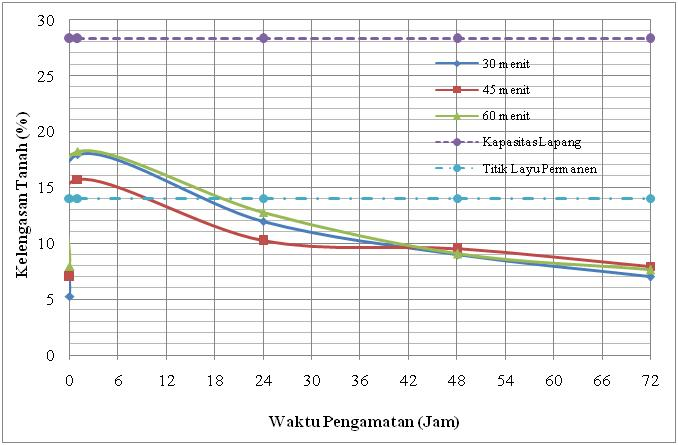 30
25
20
15
10
5
0
Kelengasan Tanah (%)
30 menit
45 menit
60 menit
Kapasitas Lapang
Titik Layu Permanen
0 6 12 18 24 30 36 42 48 54 60 66 72
Waktu Pengamatan (Jam)